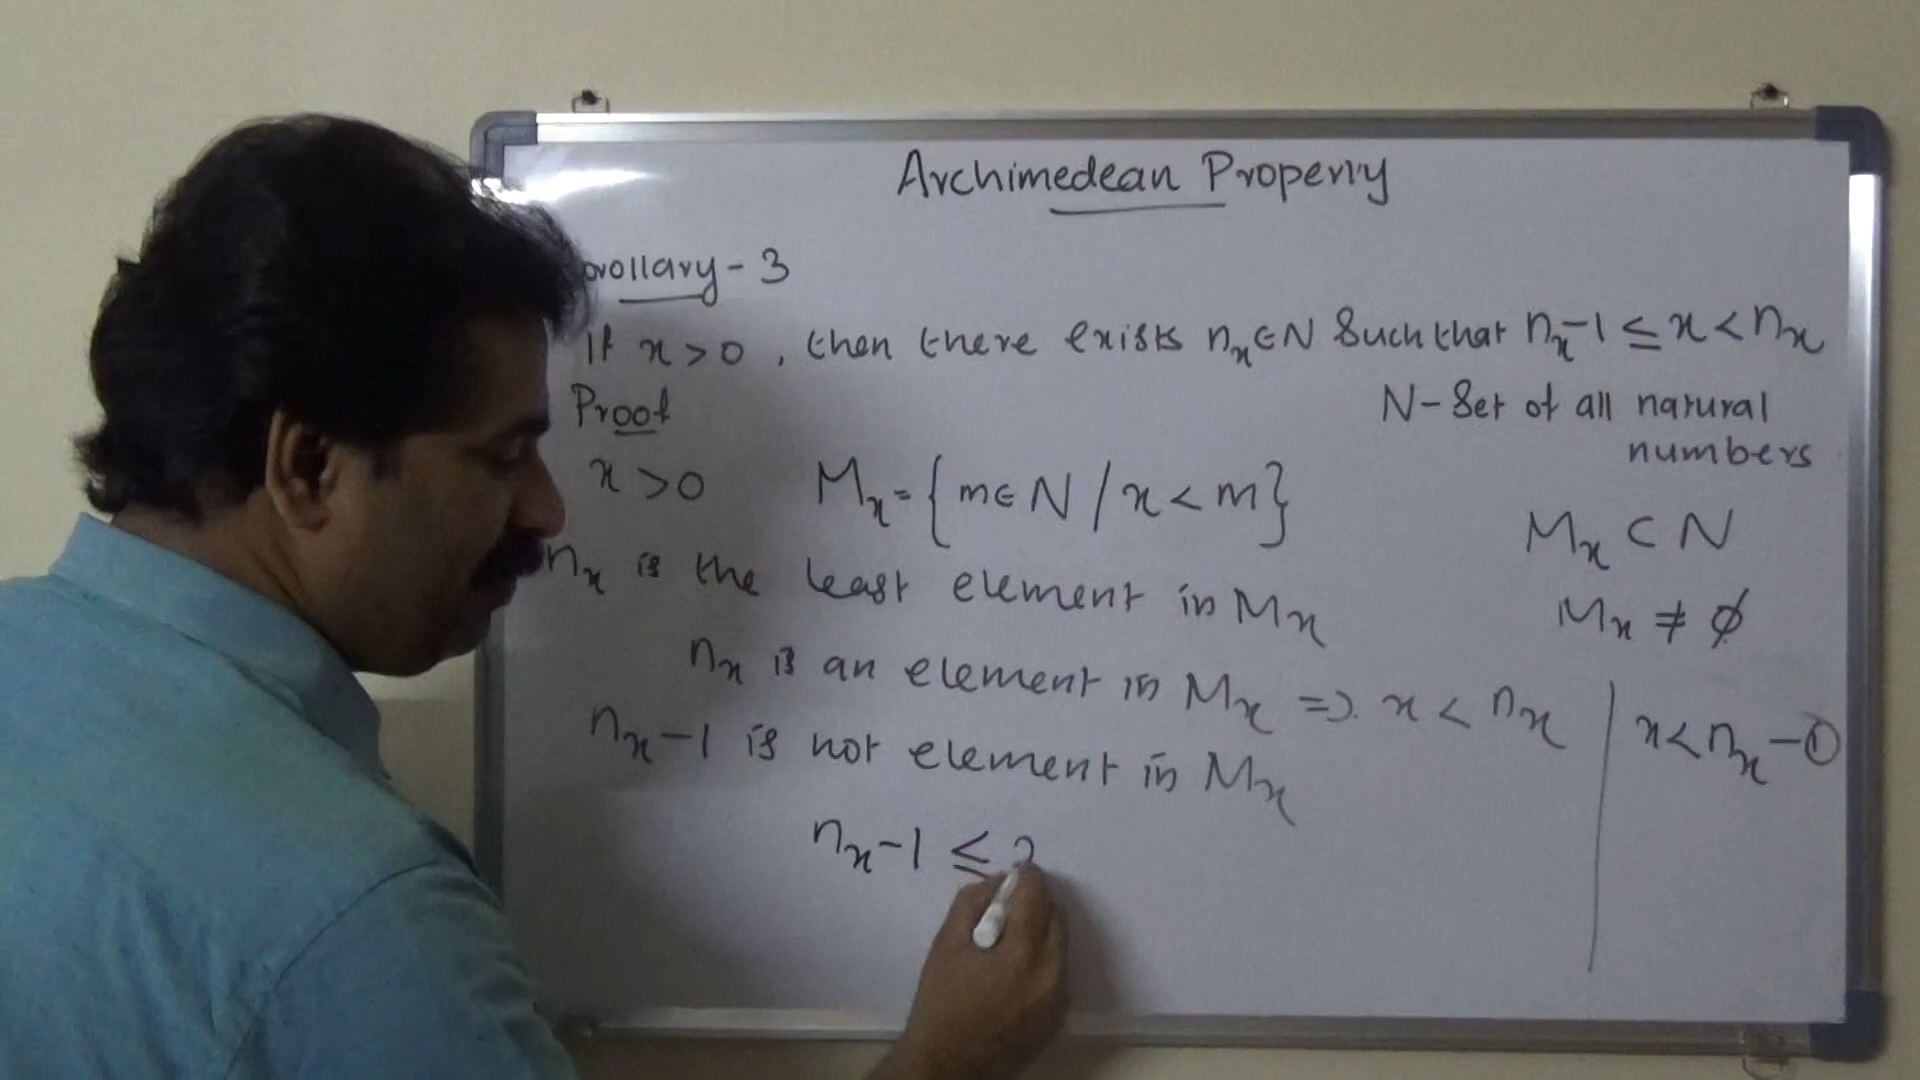 Archimedean Property
orollary - 3
If x > 0 , then there exists nₓ ∈ N Such that nₓ-1 ≤ x < nₓ
Proof
N - Set of all natural
numbers
x > 0 Mₓ = { m ∈ N / x < m }
Mₓ ⊂ N
nₓ is the least element in Mₓ
Mₓ ≠ ∅
nₓ is an element in Mₓ ⇒ x < nₓ
x < nₓ - ①
nₓ-1 is not element in Mₓ
nₓ-1 ≤